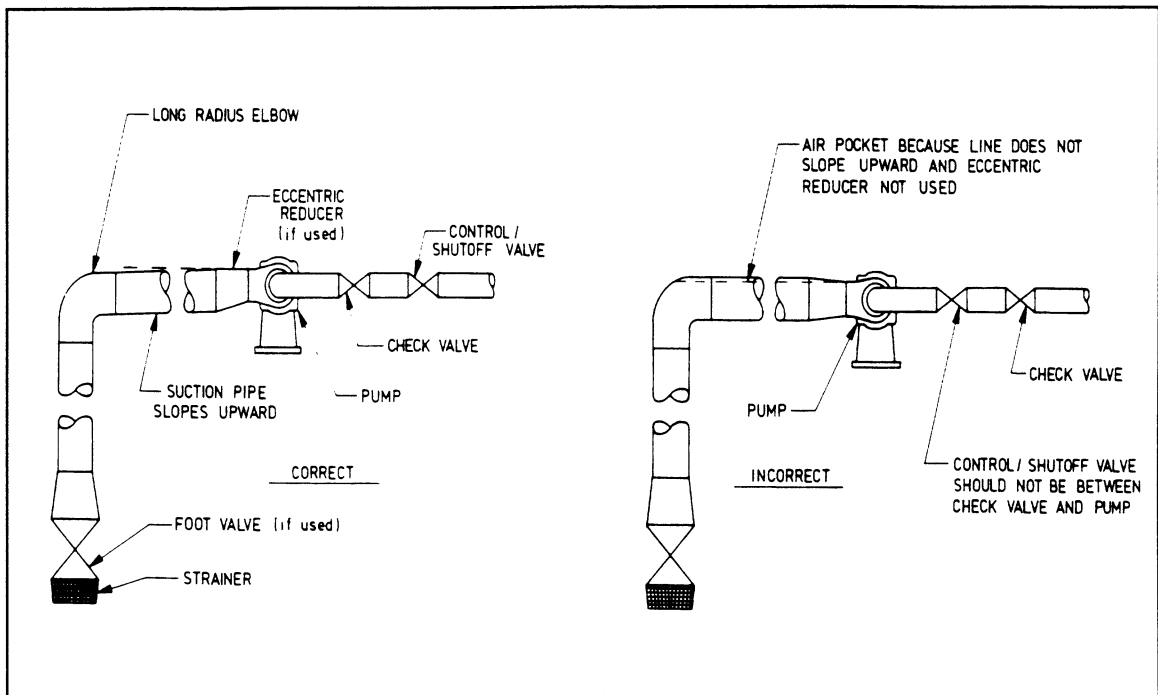 LONG RADIUS ELBOW
ECCENTRIC
REDUCER
(if used)
CONTROL /
SHUTOFF VALVE
CHECK VALVE
SUCTION PIPE
SLOPES UPWARD
PUMP
CORRECT
FOOT VALVE (if used)
STRAINER
AIR POCKET BECAUSE LINE DOES NOT
SLOPE UPWARD AND ECCENTRIC
REDUCER NOT USED
CHECK VALVE
PUMP
CONTROL / SHUTOFF VALVE
SHOULD NOT BE BETWEEN
CHECK VALVE AND PUMP
INCORRECT